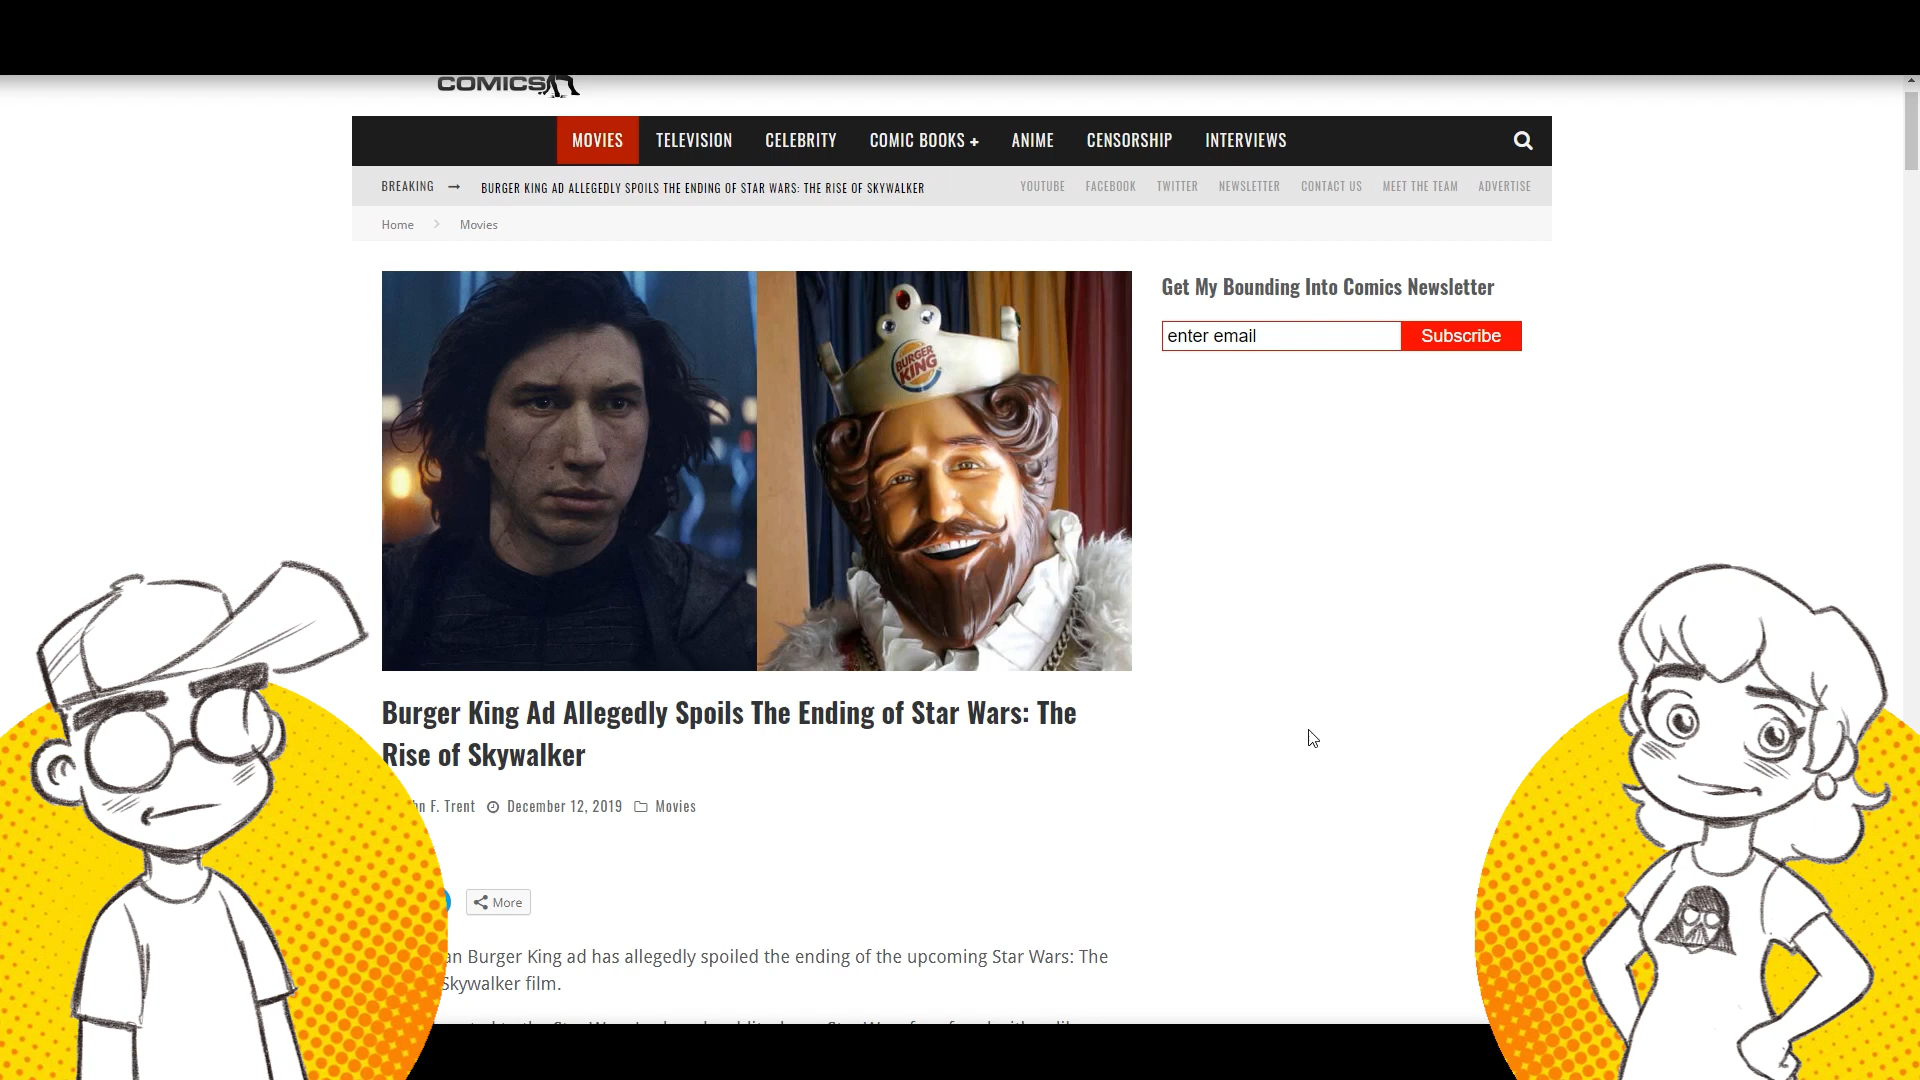 COMICS
MOVIES TELEVISION CELEBRITY COMIC BOOKS + ANIME CENSORSHIP INTERVIEWS
BREAKING → BURGER KING AD ALLEGEDLY SPOILS THE ENDING OF STAR WARS: THE RISE OF SKYWALKER YOUTUBE FACEBOOK TWITTER NEWSLETTER CONTACT US MEET THE TEAM ADVERTISE
Home > Movies
Get My Bounding Into Comics Newsletter
enter email Subscribe
BURGER KING
Burger King Ad Allegedly Spoils The Ending of Star Wars: The
Rise of Skywalker
F. Trent December 12, 2019 Movies
More
Burger King ad has allegedly spoiled the ending of the upcoming Star Wars: The
Skywalker film.